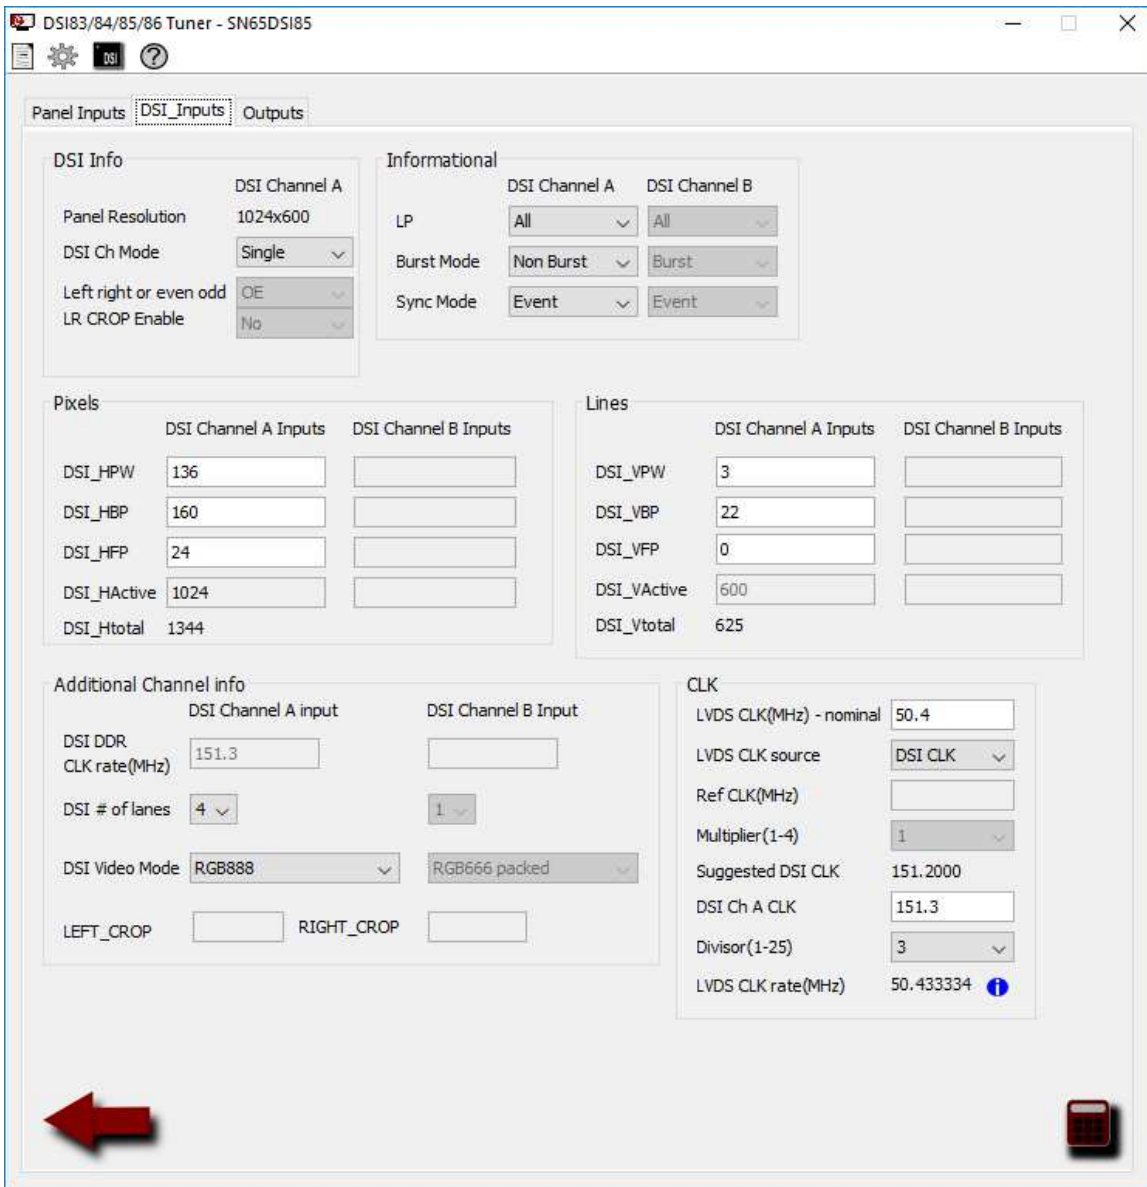 DSI83/84/85/86 Tuner - SN65DSI85
DSI
Panel Inputs DSI_Inputs Outputs
DSI Info
DSI Channel A
Panel Resolution 1024x600
DSI Ch Mode Single
Left right or even odd OE
LR CROP Enable No
Informational
DSI Channel A DSI Channel B
LP All All
Burst Mode Non Burst Burst
Sync Mode Event Event
Pixels
DSI Channel A Inputs DSI Channel B Inputs
DSI_HPW 136
DSI_HBP 160
DSI_HFP 24
DSI_HActive 1024
DSI_Htotal 1344
Lines
DSI Channel A Inputs DSI Channel B Inputs
DSI_VPW 3
DSI_VBP 22
DSI_VFP 0
DSI_VActive 600
DSI_Vtotal 625
Additional Channel info
DSI Channel A input DSI Channel B Input
DSI DDR
CLK rate(MHz) 151.3
DSI # of lanes 4 1
DSI Video Mode RGB888 RGB666 packed
LEFT_CROP RIGHT_CROP
CLK
LVDS CLK(MHz) - nominal 50.4
LVDS CLK source DSI CLK
Ref CLK(MHz)
Multiplier(1-4) 1
Suggested DSI CLK 151.2000
DSI Ch A CLK 151.3
Divisor(1-25) 3
LVDS CLK rate(MHz) 50.433334